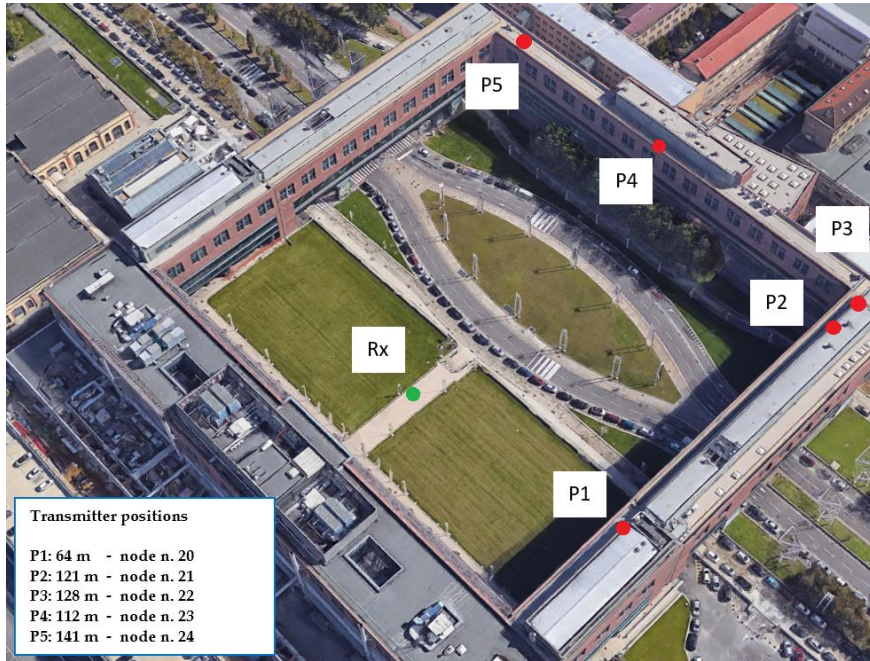 P5
P4
P3
P2
Rx
P1
Transmitter positions
P1: 64 m - node n. 20
P2: 121 m - node n. 21
P3: 128 m - node n. 22
P4: 112 m - node n. 23
P5: 141 m - node n. 24